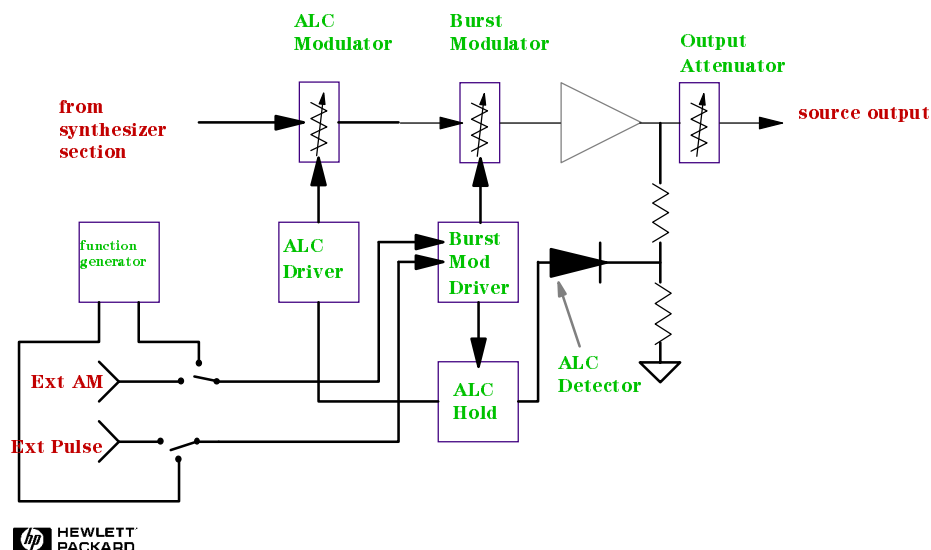 ALC
Modulator
Burst
Modulator
Output
Attenuator
from
synthesizer
section
source output
function
generator
ALC
Driver
Burst
Mod
Driver
ALC
Detector
Ext AM
ALC
Hold
Ext Pulse
hp HEWLETT
PACKARD